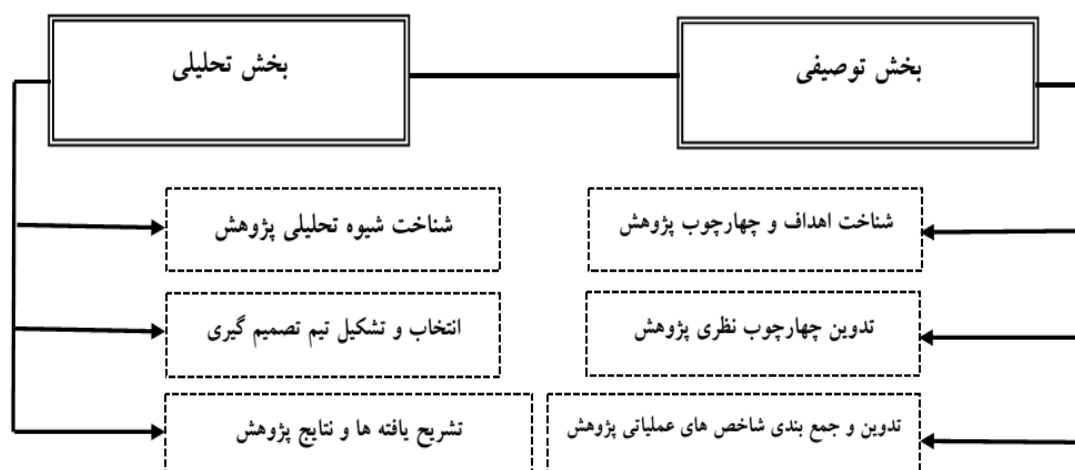 بخش توصیفی
بخش تحلیلی
شناخت اهداف و چهارچوب پژوهش
تدوین چهارچوب نظری پژوهش
تدوین و جمع بندی شاخص های عملیاتی پژوهش
شناخت شیوه تحلیلی پژوهش
انتخاب و تشکیل تیم تصمیم گیری
تشریح یافته ها و نتایج پژوهش